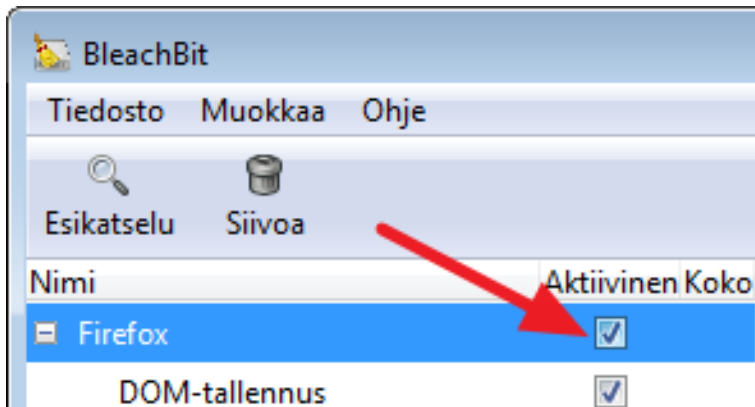 BleachBit
Tiedosto Muokkaa Ohje
Esikatselu Siivoa
Nimi Aktiivinen Koko
Firefox
DOM-tallennus